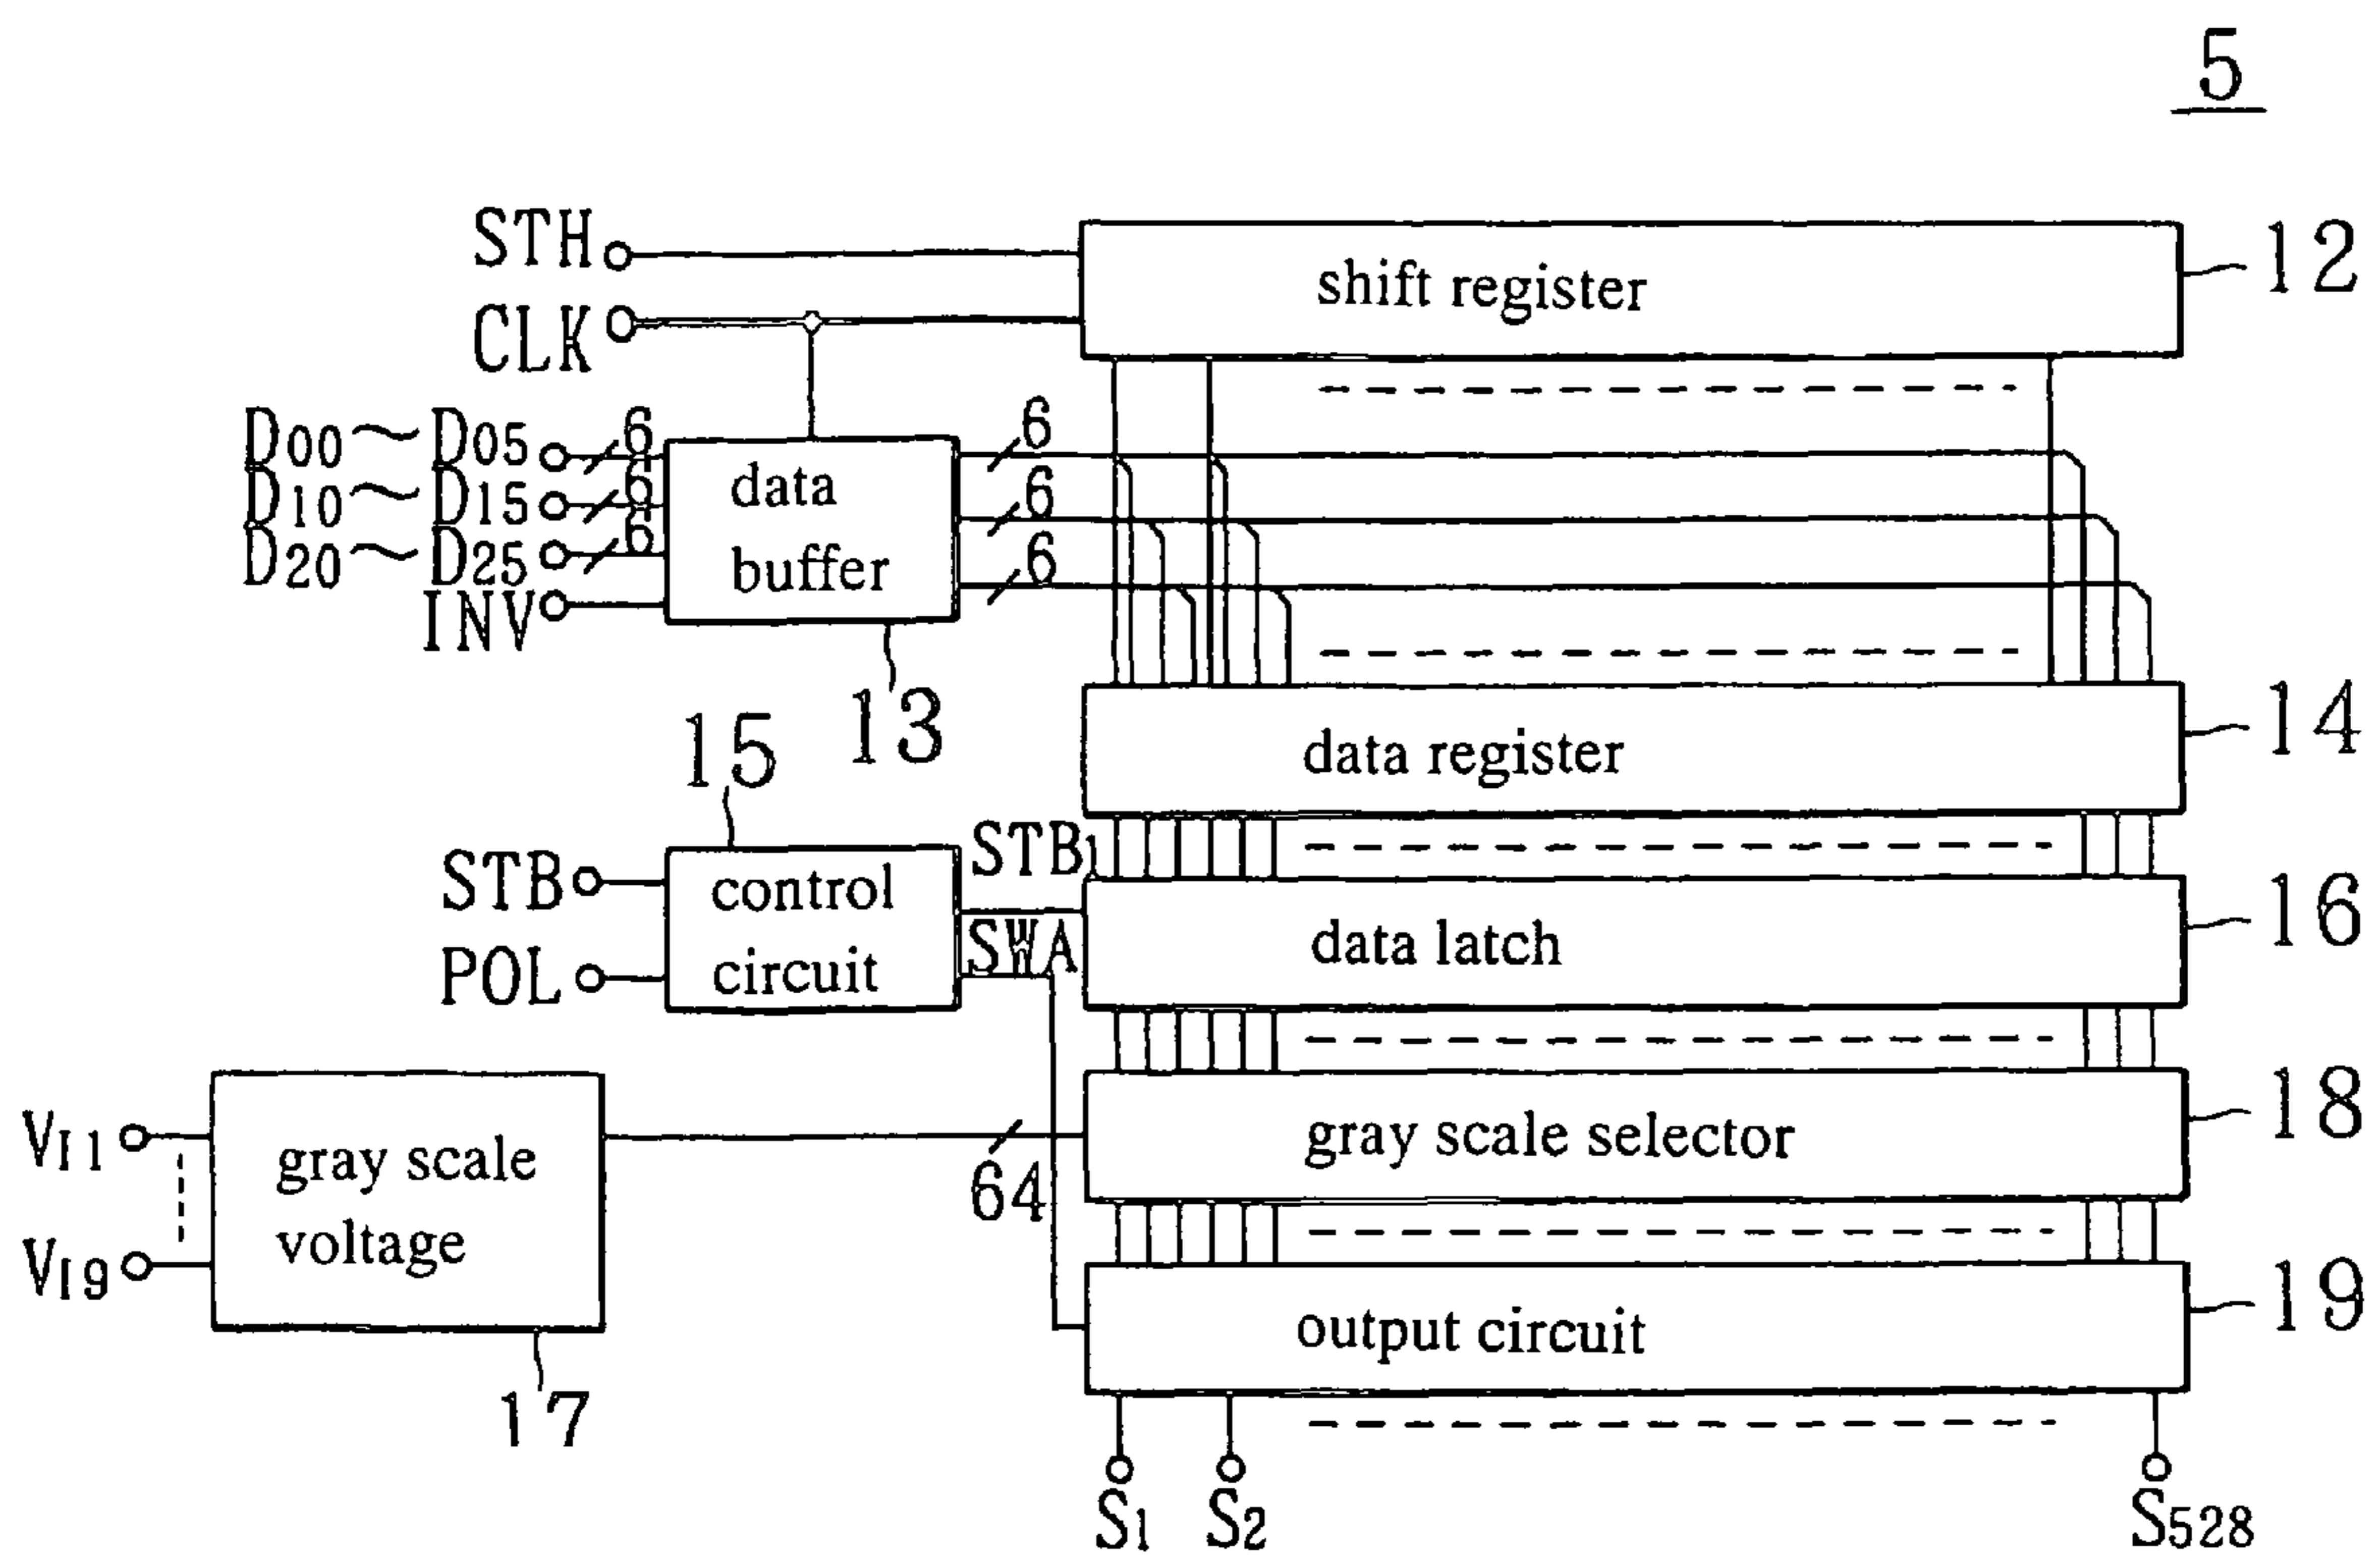 5
STH
shift register
12
CLK
D00~D05
6
6
D10~D15
6
data
6
D20~D25
6
buffer
6
INV
13
14
15
data register
STB1
STB
control
16
SWA
data latch
POL
circuit
18
VI1
gray scale
gray scale selector
64
VI9
voltage
19
output circuit
17
S1
S2
S528